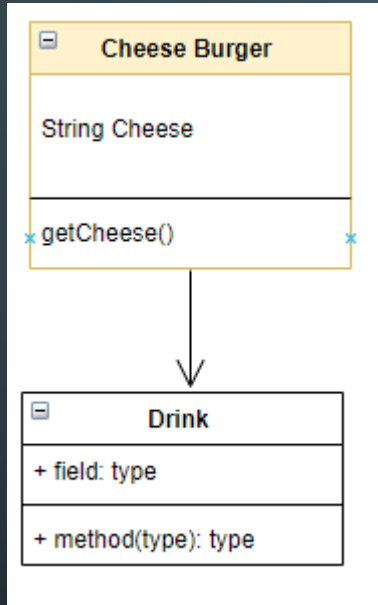 Cheese Burger
String Cheese
getCheese()
Drink
+ field: type
+ method(type): type